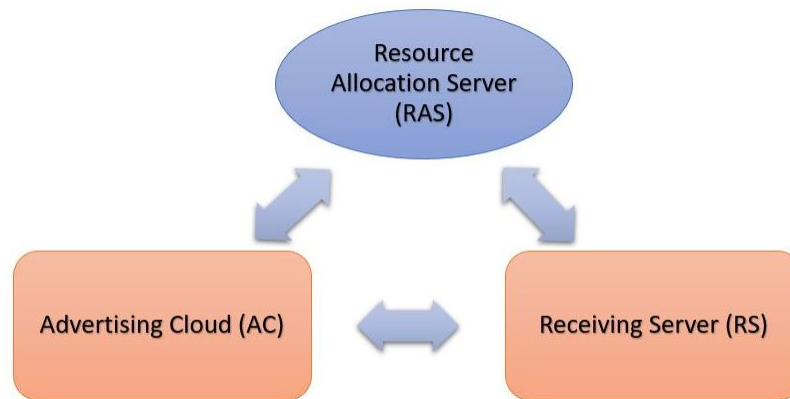 Resource
Allocation Server
(RAS)
Advertising Cloud (AC)
Receiving Server (RS)